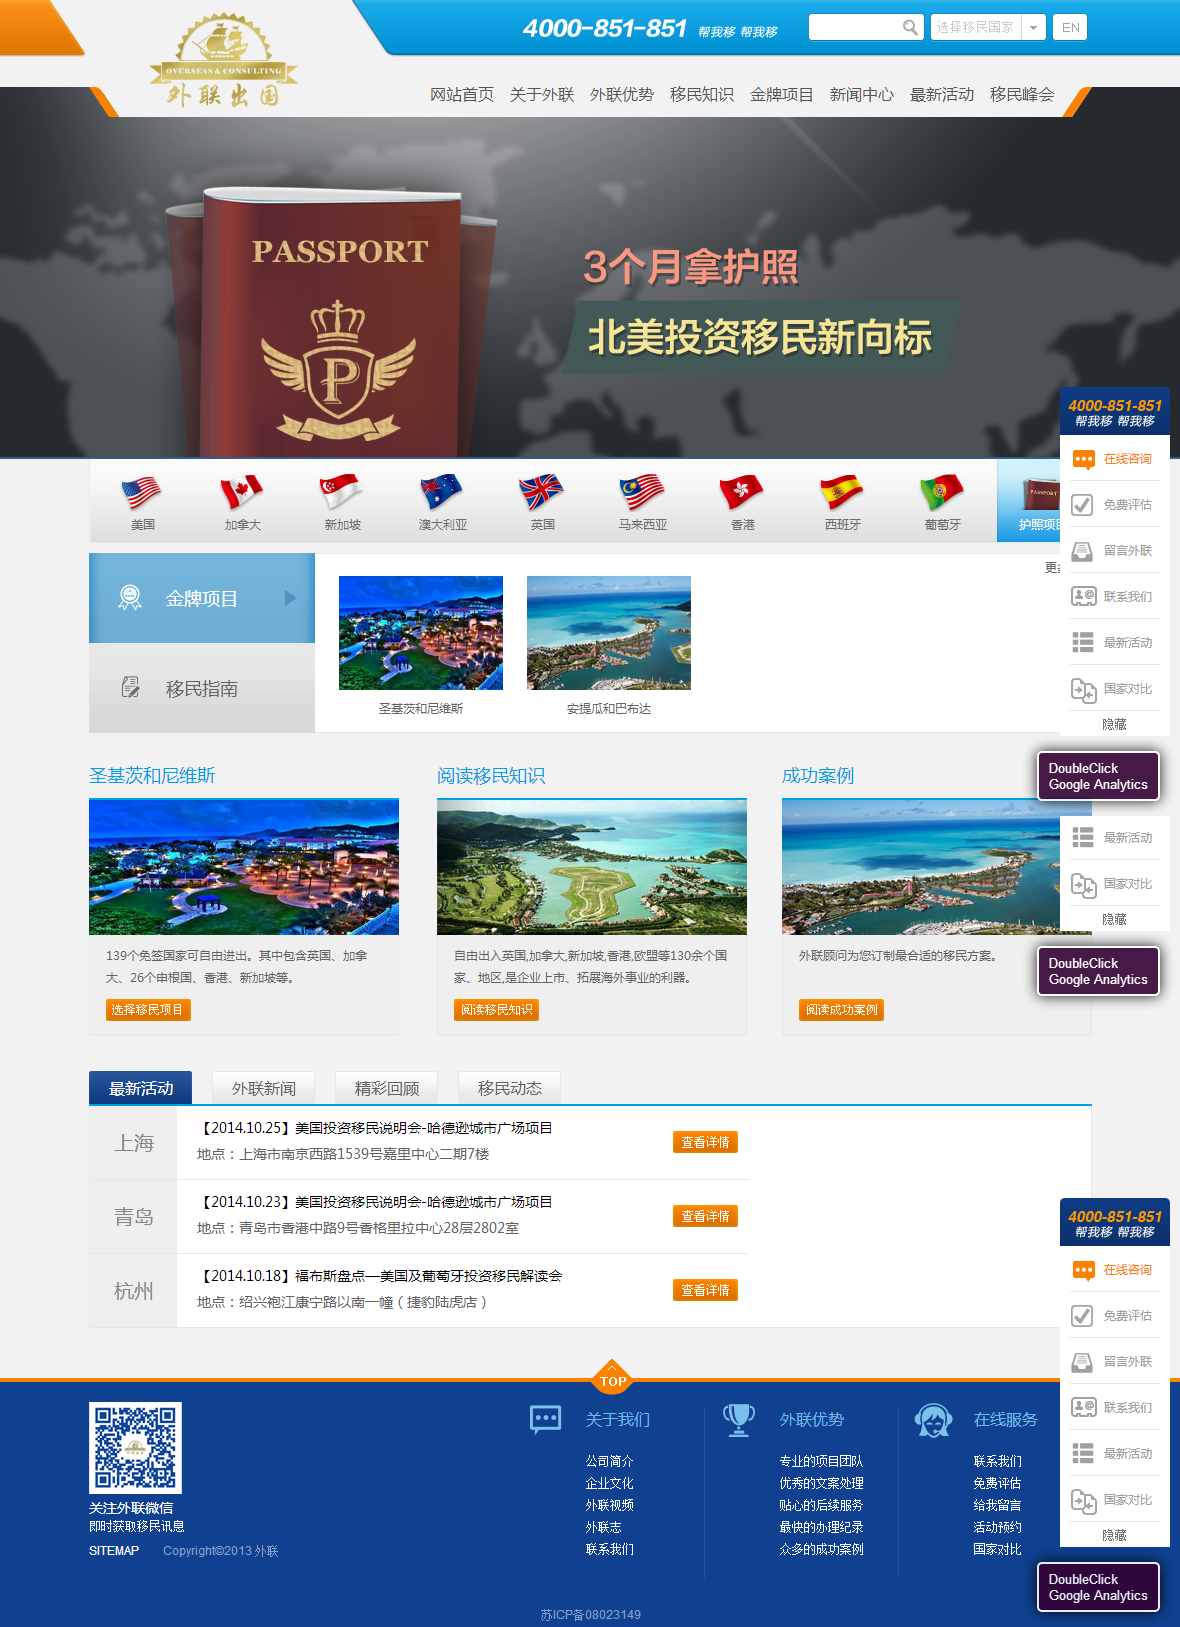 4000-851-851 帮我移 帮我移
选择移民国家
EN
OVERSEAS & CONSULTING
外联出国
网站首页 关于外联 外联优势 移民知识 金牌项目 新闻中心 最新活动 移民峰会
PASSPORT
P
3个月拿护照
北美投资移民新向标
4000-851-851
帮我移 帮我移
在线咨询
免费评估
留言外联
联系我们
最新活动
国家对比
隐藏
美国 加拿大 新加坡 澳大利亚 英国 马来西亚 香港 西班牙 葡萄牙 护照项目
PASSPORT
金牌项目
移民指南
圣基茨和尼维斯
安提瓜和巴布达
DoubleClick
Google Analytics
圣基茨和尼维斯
139个免签国家可自由进出。其中包含英国、加拿
大、26个申根国、香港、新加坡等。
选择移民项目
阅读移民知识
自由出入英国,加拿大,新加坡,香港,欧盟等130余个国
家、地区,是企业上市、拓展海外事业的利器。
阅读移民知识
成功案例
外联顾问为您订制最合适的移民方案。
阅读成功案例
最新活动
国家对比
隐藏
DoubleClick
Google Analytics
最新活动 外联新闻 精彩回顾 移民动态
上海
【2014.10.25】美国投资移民说明会-哈德逊城市广场项目
地点：上海市南京西路1539号嘉里中心二期7楼
查看详情
青岛
【2014.10.23】美国投资移民说明会-哈德逊城市广场项目
地点：青岛市香港中路9号香格里拉中心28层2802室
查看详情
杭州
【2014.10.18】福布斯盘点—美国及葡萄牙投资移民解读会
地点：绍兴袍江康宁路以南一幢（捷豹陆虎店）
查看详情
4000-851-851
帮我移 帮我移
在线咨询
免费评估
留言外联
联系我们
最新活动
国家对比
隐藏
TOP
关注外联微信
即时获取移民讯息
SITEMAP Copyright©2013 外联
关于我们
公司简介
企业文化
外联视频
外联志
联系我们
外联优势
专业的项目团队
优秀的文案处理
贴心的后续服务
最快的办理纪录
众多的成功案例
在线服务
联系我们
免费评估
给我留言
活动预约
国家对比
DoubleClick
Google Analytics
苏ICP备08023149